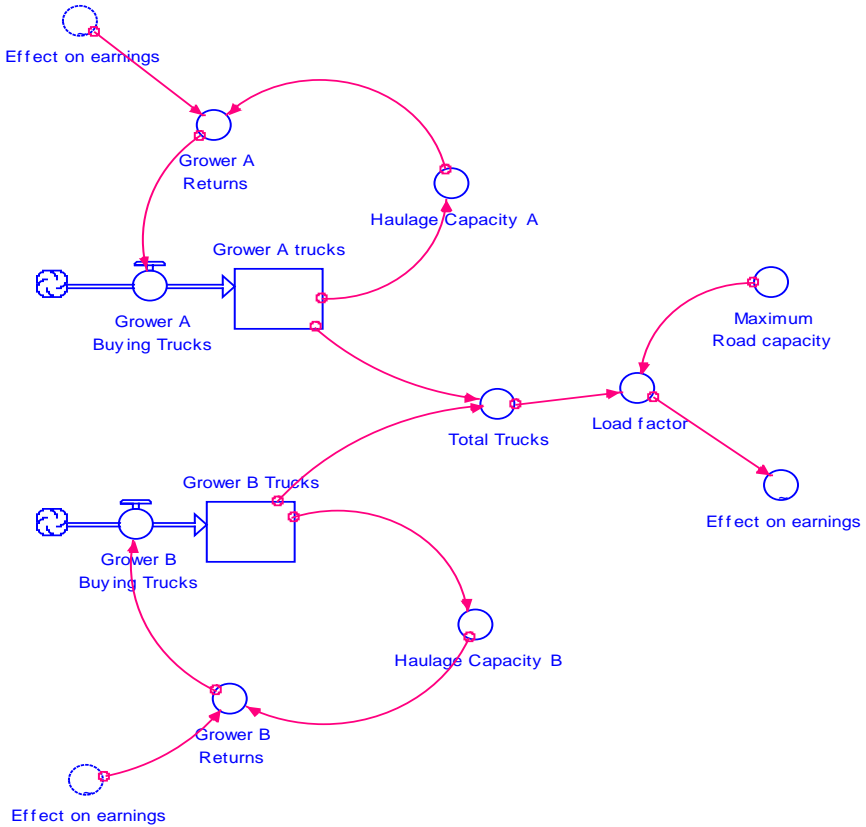 Effect on earnings
Grower A
Returns
Haulage Capacity A
Grower A trucks
Grower A
Buying Trucks
Maximum
Road capacity
Total Trucks
Load factor
Grower B Trucks
Effect on earnings
Grower B
Buying Trucks
Haulage Capacity B
Grower B
Returns
Effect on earnings